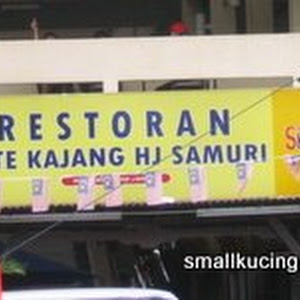 RESTORAN
TE KAJANG HJ SAMURI
smallkucing